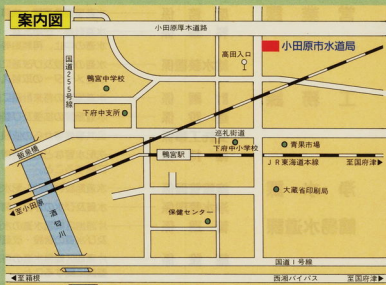 案内図
小田原厚木道路
高田入口
小田原市水道局
国道255号線
鴨宮中学校
下府中支所
飯泉橋
巡礼街道
下府中小学校
青果市場
鴨宮駅
JR東海道本線
至国府津▶
◀至小田原
酒匂川
大蔵省印刷局
保健センター
国道1号線
◀至箱根
西湘バイパス
至国府津▶